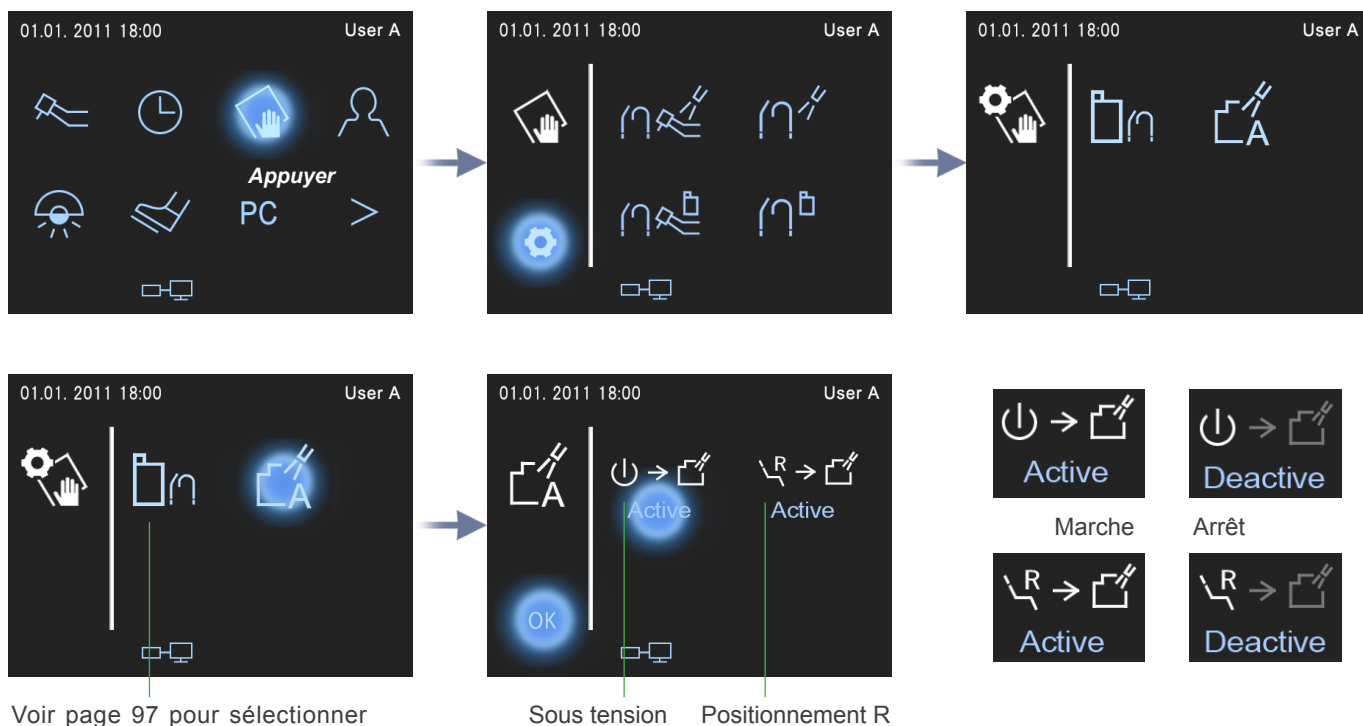 01.01. 2011 18:00 User A
Appuyer
PC >
01.01. 2011 18:00 User A
01.01. 2011 18:00 User A
A
01.01. 2011 18:00 User A
A
Voir page 97 pour sélectionner
01.01. 2011 18:00 User A
A
R
Active Active
OK
Sous tension Positionnement R
Active Deactive
Marche Arrêt
R R
Active Deactive